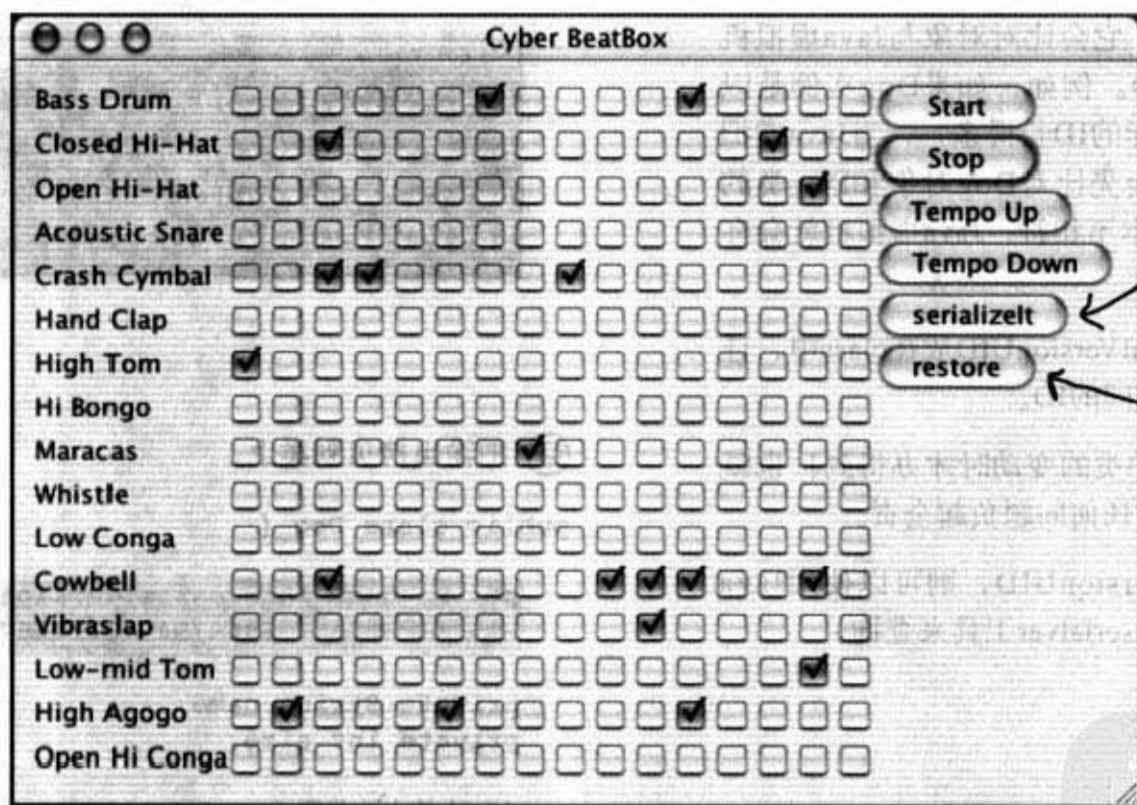 Cyber BeatBox
Bass Drum
Closed Hi-Hat
Open Hi-Hat
Acoustic Snare
Crash Cymbal
Hand Clap
High Tom
Hi Bongo
Maracas
Whistle
Low Conga
Cowbell
Vibraslap
Low-mid Tom
High Agogo
Open Hi Conga
Start
Stop
Tempo Up
Tempo Down
serializeIt
restore